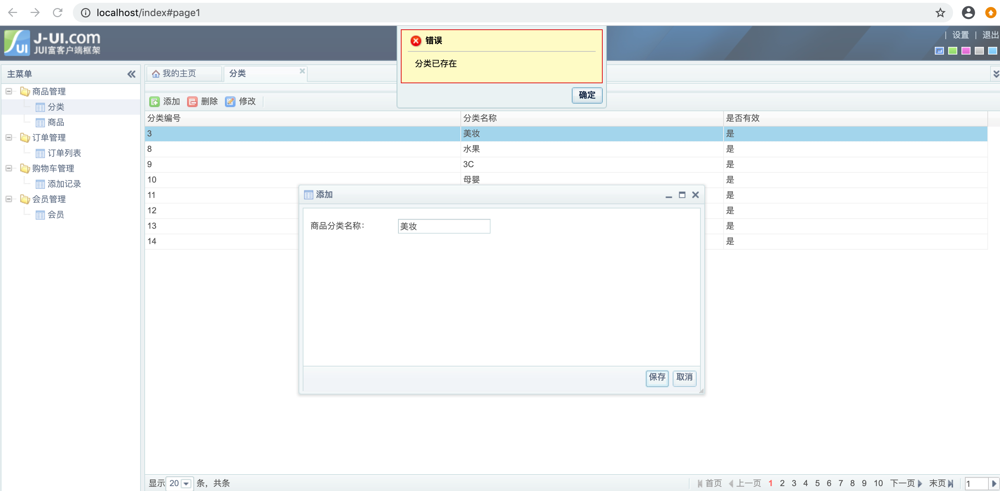 localhost/index#page1
J-UI.com
JUI富客户端框架
UI
| 设置 | 退出
错误
分类已存在
确定
主菜单
商品管理
分类
商品
订单管理
订单列表
购物车管理
添加记录
会员管理
会员
我的主页
分类
添加 删除 修改
分类编号 分类名称 是否有效
3 美妆 是
8 水果 是
9 3C 是
10 母婴 是
11 是
12 是
13 是
14 是
添加
商品分类名称：
美妆
保存 取消
显示 20 条，共条
首页 上一页 1 2 3 4 5 6 7 8 9 10 下一页 末页 1